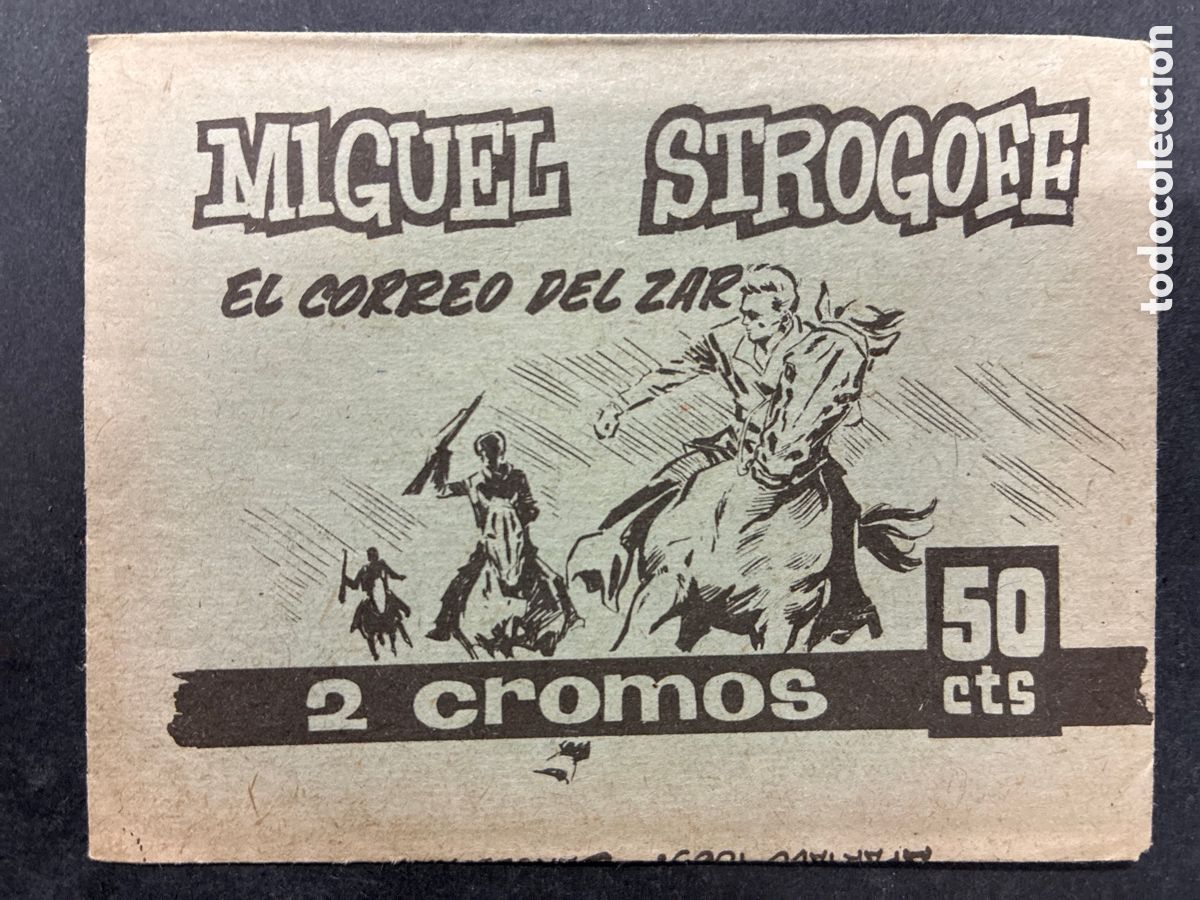 MIGUEL STROGOFF
EL CORREO DEL ZAR
50
cts
2 cromos
todocoleccion